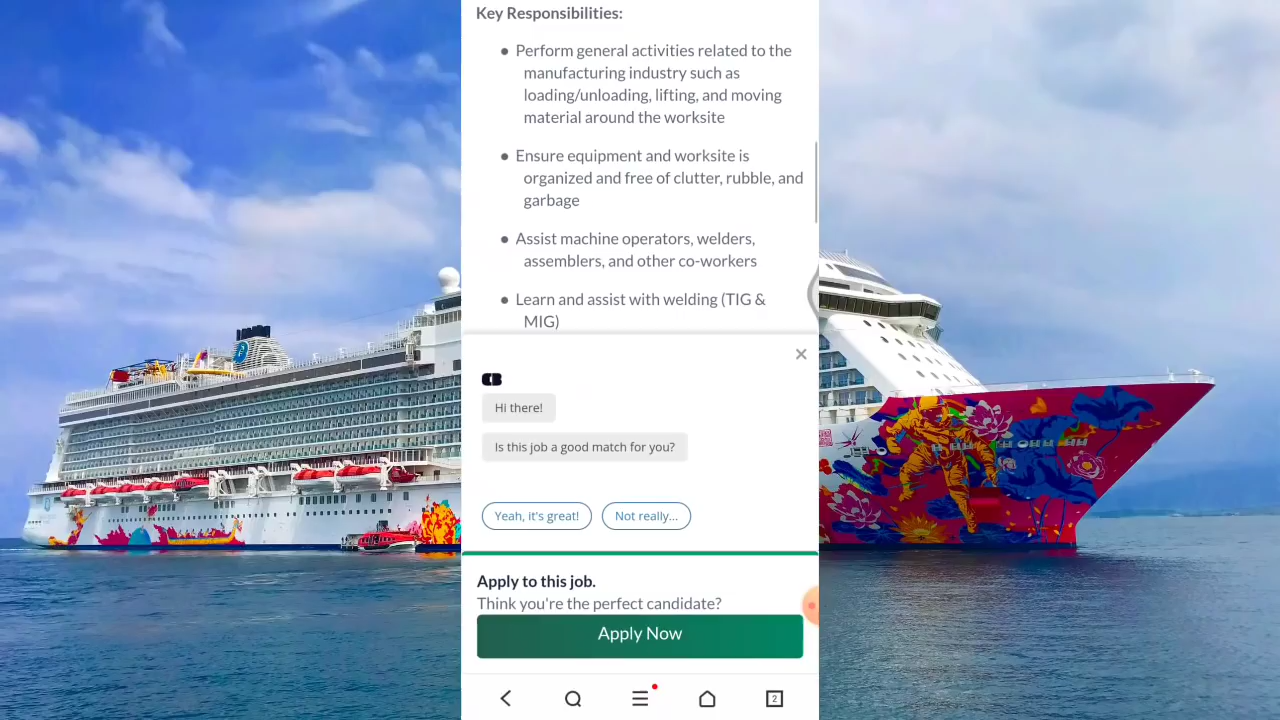 Key Responsibilities:
● Perform general activities related to the
manufacturing industry such as
loading/unloading, lifting, and moving
material around the worksite
● Ensure equipment and worksite is
organized and free of clutter, rubble, and
garbage
● Assist machine operators, welders,
assemblers, and other co-workers
● Learn and assist with welding (TIG &
MIG)
CB
Hi there!
Is this job a good match for you?
Yeah, it's great!
Not really...
Apply to this job.
Think you're the perfect candidate?
Apply Now
2